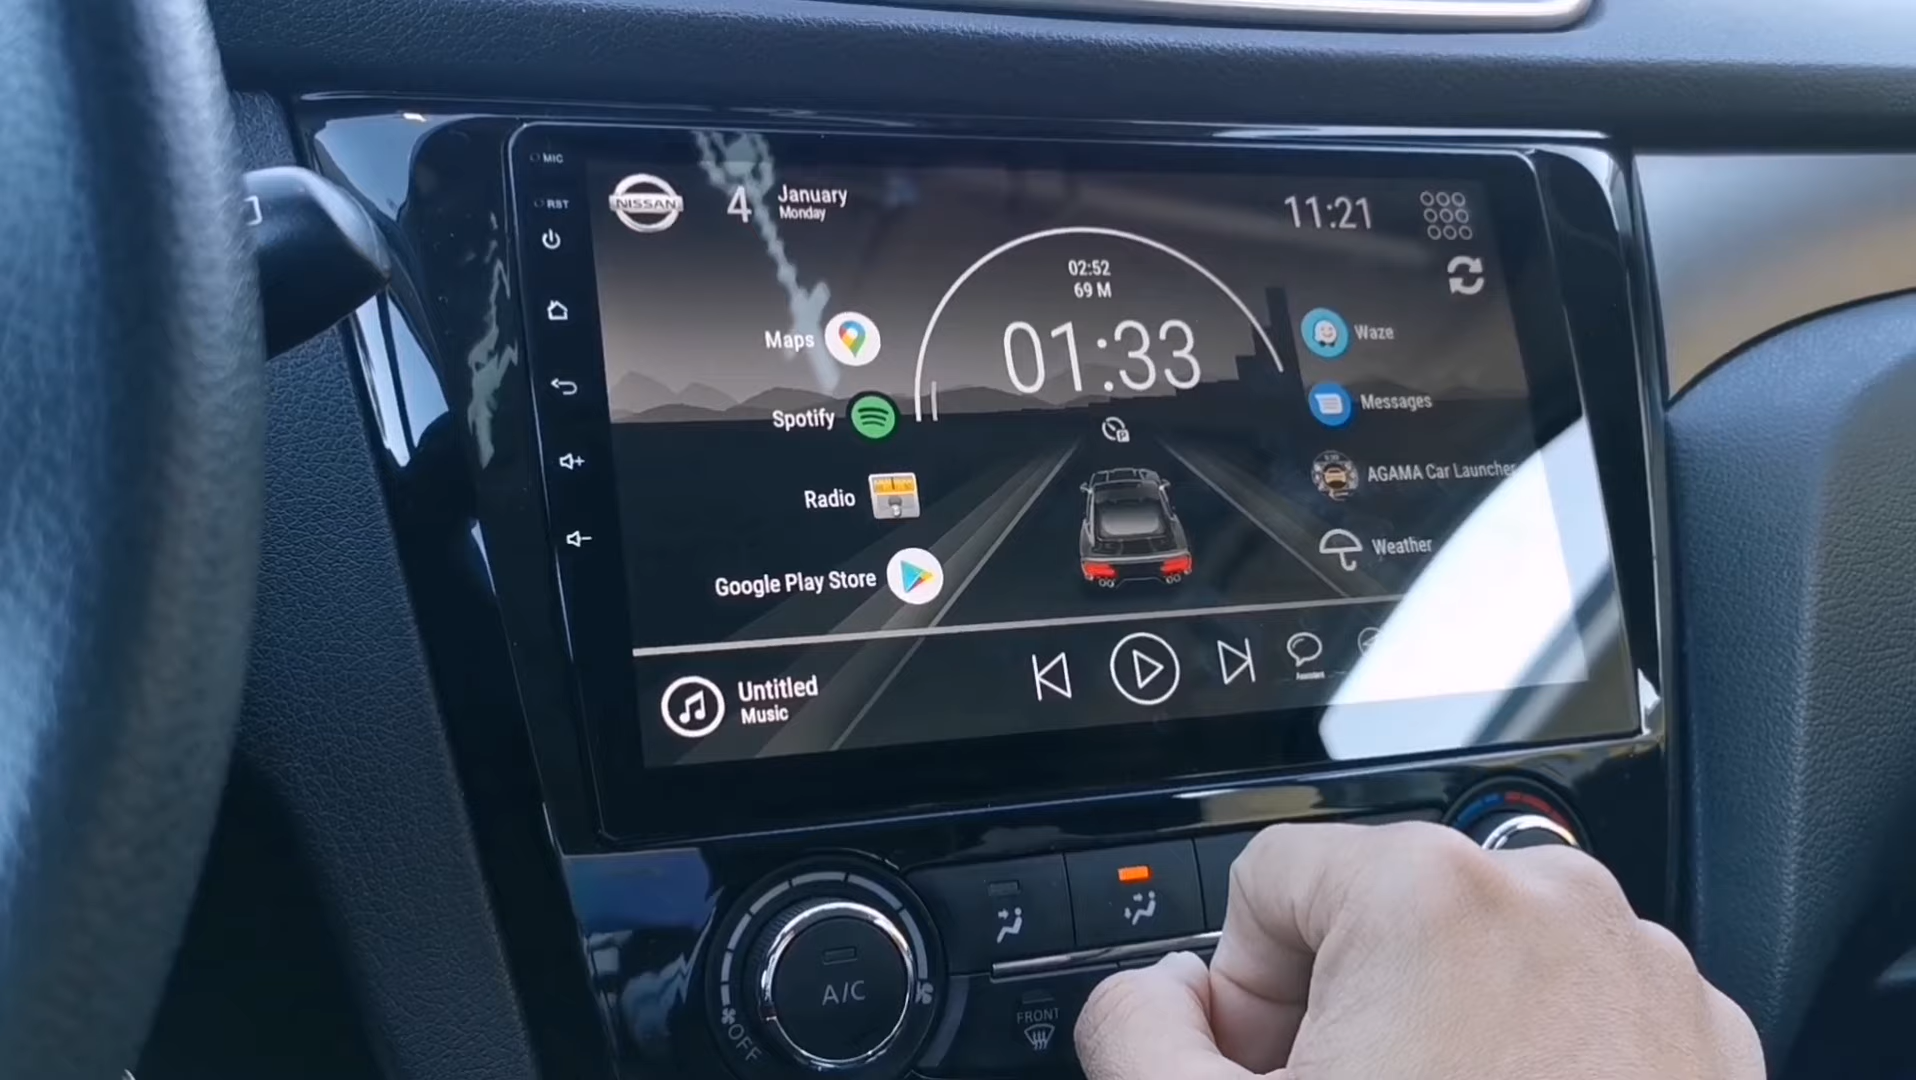 MIC
RST
NISSAN
4
January
Monday
11:21
02:52
69 M
01:33
Maps
Spotify
Radio
Google Play Store
Waze
Messages
AGAMA Car Launcher
Weather
Untitled
Music
Assistant
A/C
OFF
FRONT